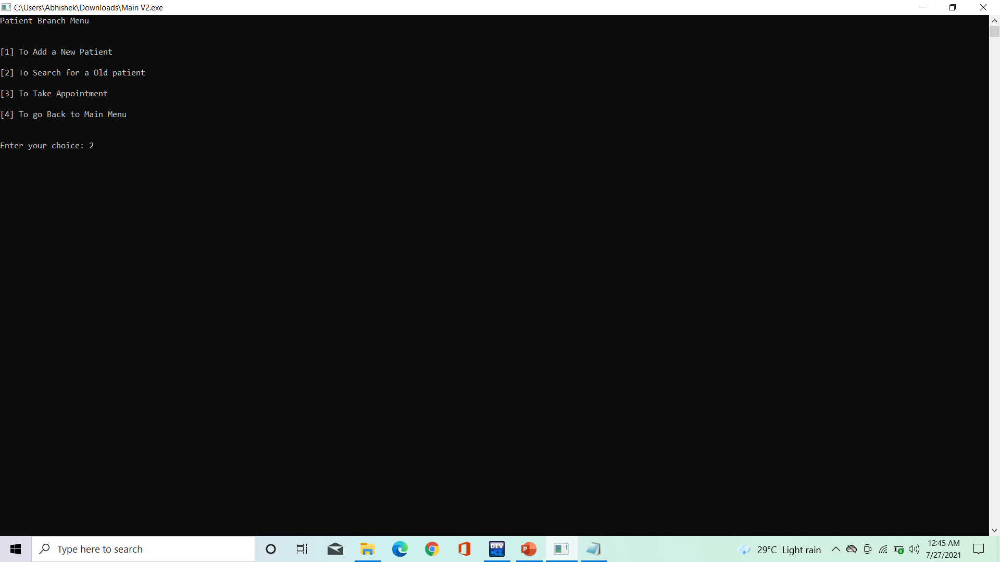 C:\Users\Abhishek\Downloads\Main V2.exe
Patient Branch Menu
[1] To Add a New Patient
[2] To Search for a Old patient
[3] To Take Appointment
[4] To go Back to Main Menu
Enter your choice: 2
Type here to search
DEV
C++
P
29°C Light rain
12:45 AM
7/27/2021